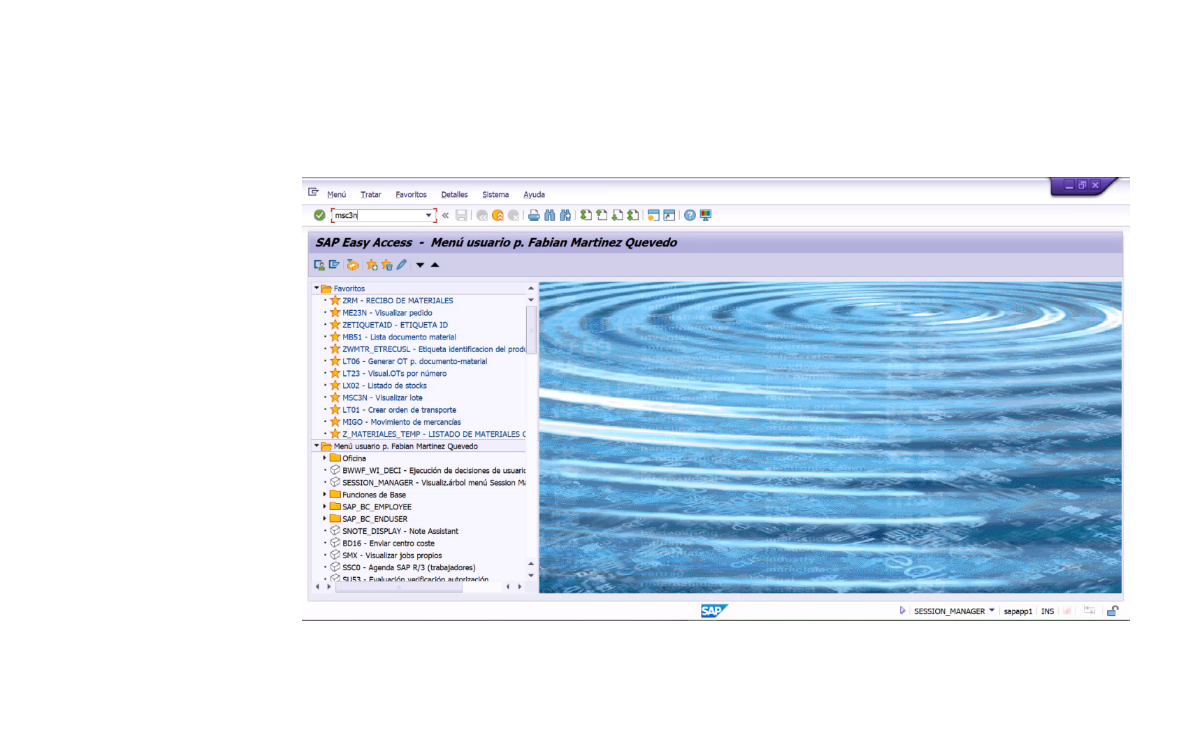 Menú Tratar Favoritos Detalles Sistema Ayuda
msc3n
SAP Easy Access - Menú usuario p. Fabian Martinez Quevedo
Favoritos
ZRM - RECIBO DE MATERIALES
ME23N - Visualizar pedido
ZETIQUETAID - ETIQUETA ID
MB51 - Lista documento material
ZWMTR_ETRECUSL - Etiqueta identificacion del produ
LT06 - Generar OT p. documento-material
LT23 - Visual.OTs por número
LX02 - Listado de stocks
MSC3N - Visualizar lote
LT01 - Crear orden de transporte
MIGO - Movimiento de mercancías
Z_MATERIALES_TEMP - LISTADO DE MATERIALES C
Menú usuario p. Fabian Martinez Quevedo
Oficina
BWWF_WI_DECI - Ejecución de decisiones de usuario
SESSION_MANAGER - Visualiz.árbol menú Session Ma
Funciones de Base
SAP_BC_EMPLOYEE
SAP_BC_ENDUSER
SNOTE_DISPLAY - Note Assistant
BD16 - Enviar centro coste
SMX - Visualizar jobs propios
SSC0 - Agenda SAP R/3 (trabajadores)
SU53 - Evaluación verificación autorización
SAP
SESSION_MANAGER sapapp1 INS